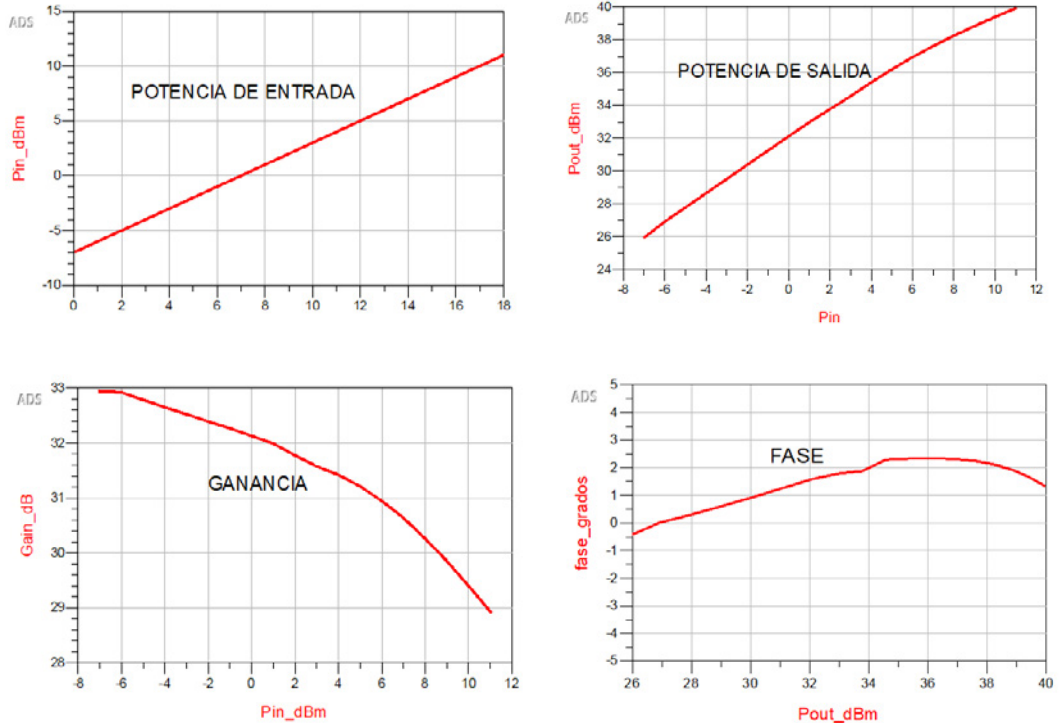 ADS
15
10
5
0
-5
-10
Pin_dBm
POTENCIA DE ENTRADA
0 2 4 6 8 10 12 14 16 18
ADS
40
38
36
34
32
30
28
26
24
Pout_dBm
POTENCIA DE SALIDA
-8 -6 -4 -2 0 2 4 6 8 10 12
Pin
ADS
33
32
31
30
29
28
Gain_dB
GANANCIA
-8 -6 -4 -2 0 2 4 6 8 10 12
Pin_dBm
ADS
5
4
3
2
1
0
-1
-2
-3
-4
-5
fase_grados
FASE
26 28 30 32 34 36 38 40
Pout_dBm